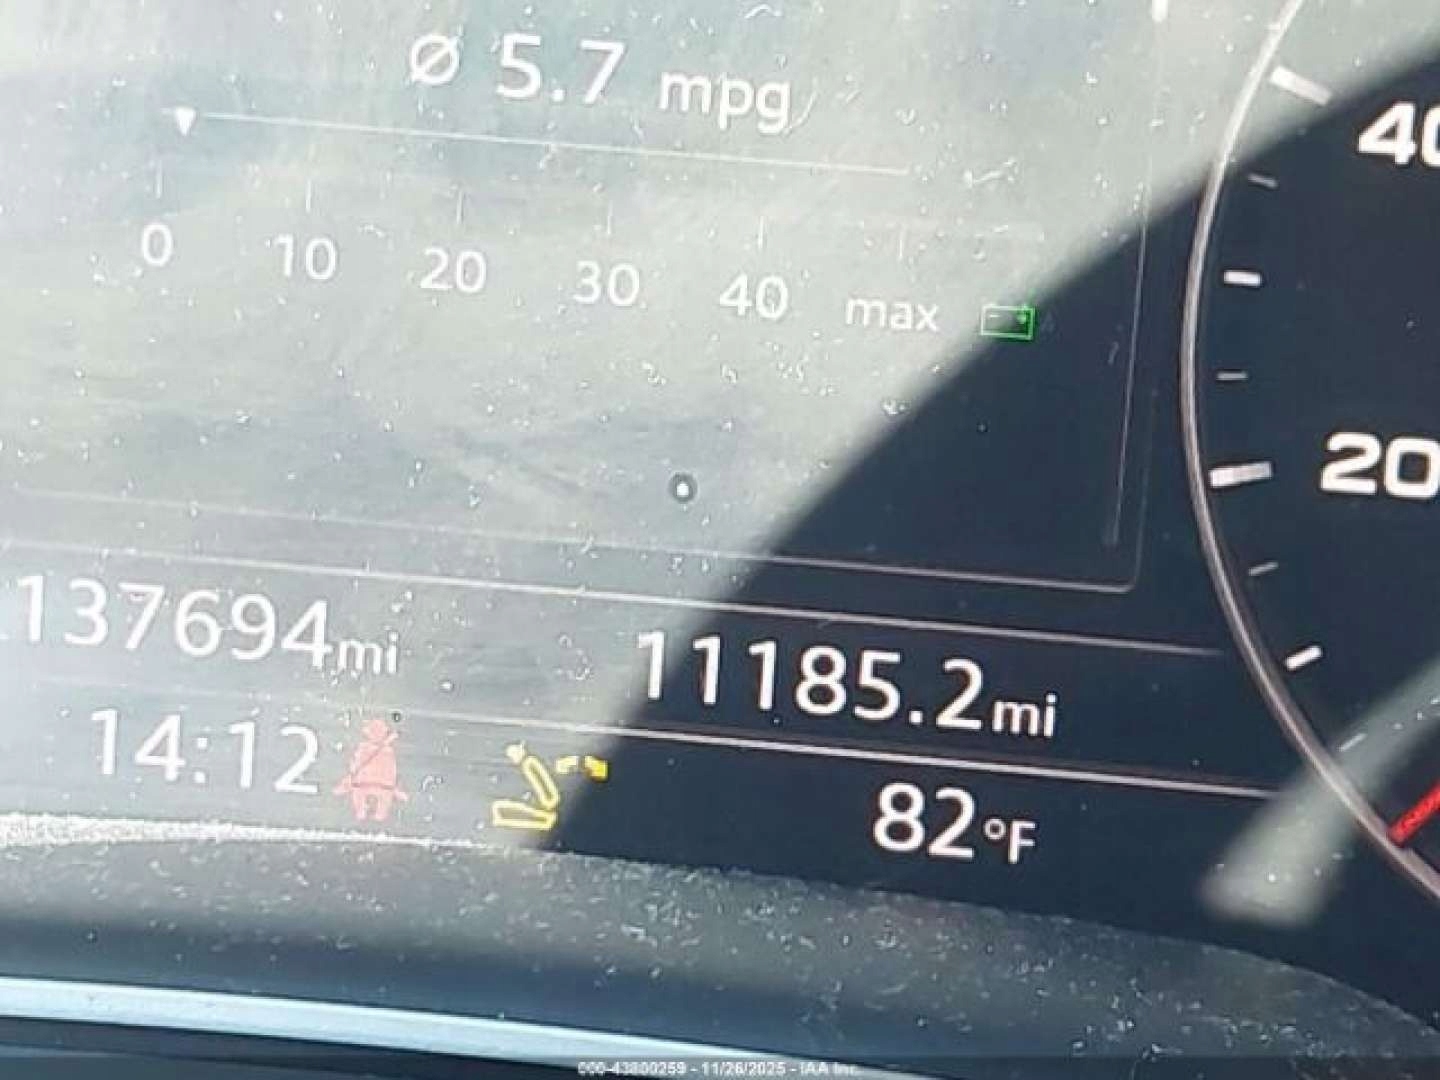 ø 5.7 mpg
0 10 20 30 40 max
40
20
137694mi 11185.2mi
14:12 82°F
000-43800259 - 11/26/2025 - IAA Inc.